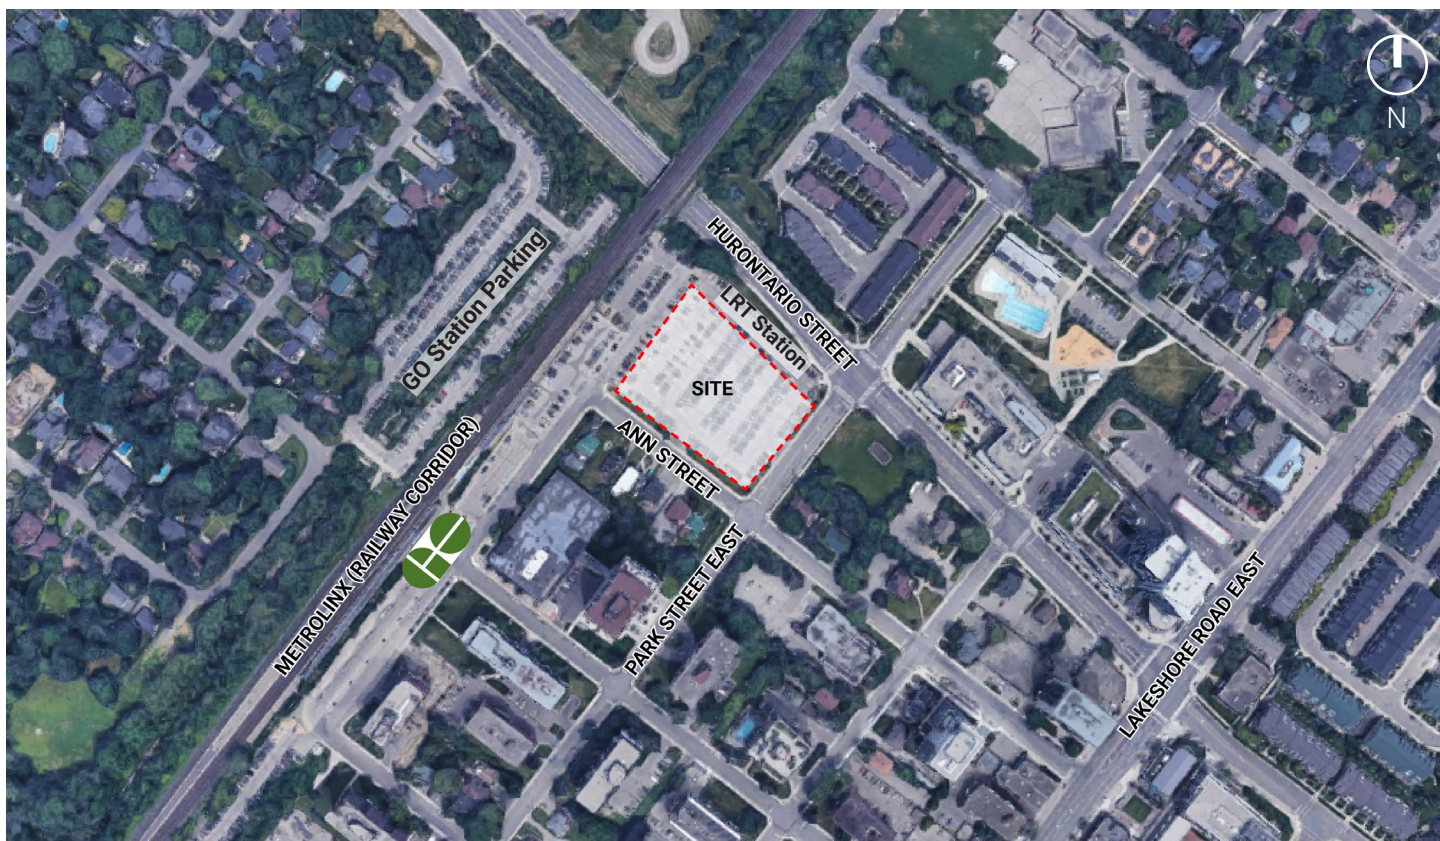 N
HURONTARIO STREET
LRT Station
GO Station Parking
SITE
ANN STREET
METROLINX (RAILWAY CORRIDOR)
PARK STREET EAST
LAKESHORE ROAD EAST